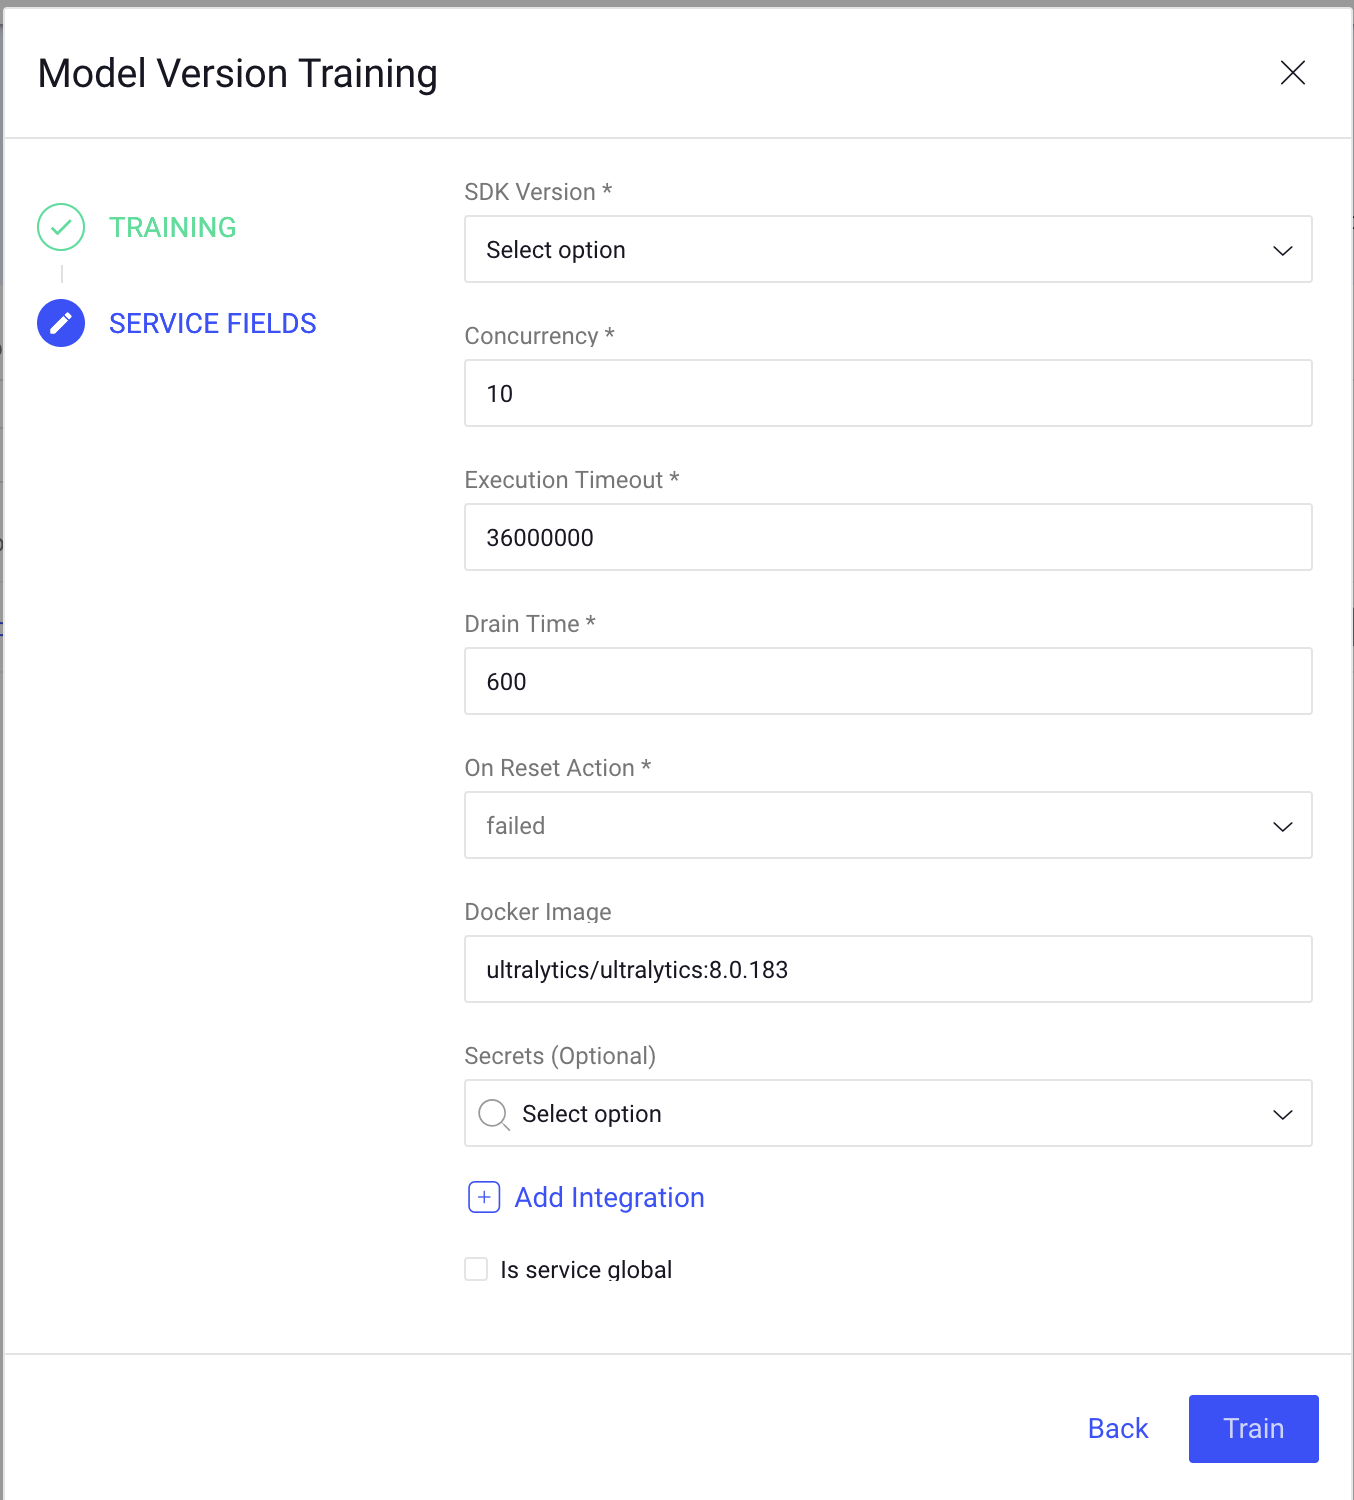 Model Version Training
TRAINING
SERVICE FIELDS
SDK Version *
Select option
Concurrency *
10
Execution Timeout *
36000000
Drain Time *
600
On Reset Action *
failed
Docker Image
ultralytics/ultralytics:8.0.183
Secrets (Optional)
Select option
Add Integration
Is service global
Back
Train